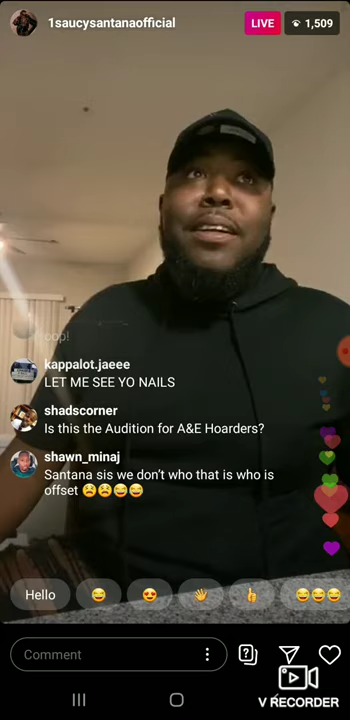 1saucysantanaofficial
LIVE
1,509
oop!
kappalot.jaeee
LET ME SEE YO NAILS
shadscorner
Is this the Audition for A&E Hoarders?
shawn_minaj
Santana sis we don't who that is who is
offset 😫😫😂😂
Hello
Comment
V RECORDER